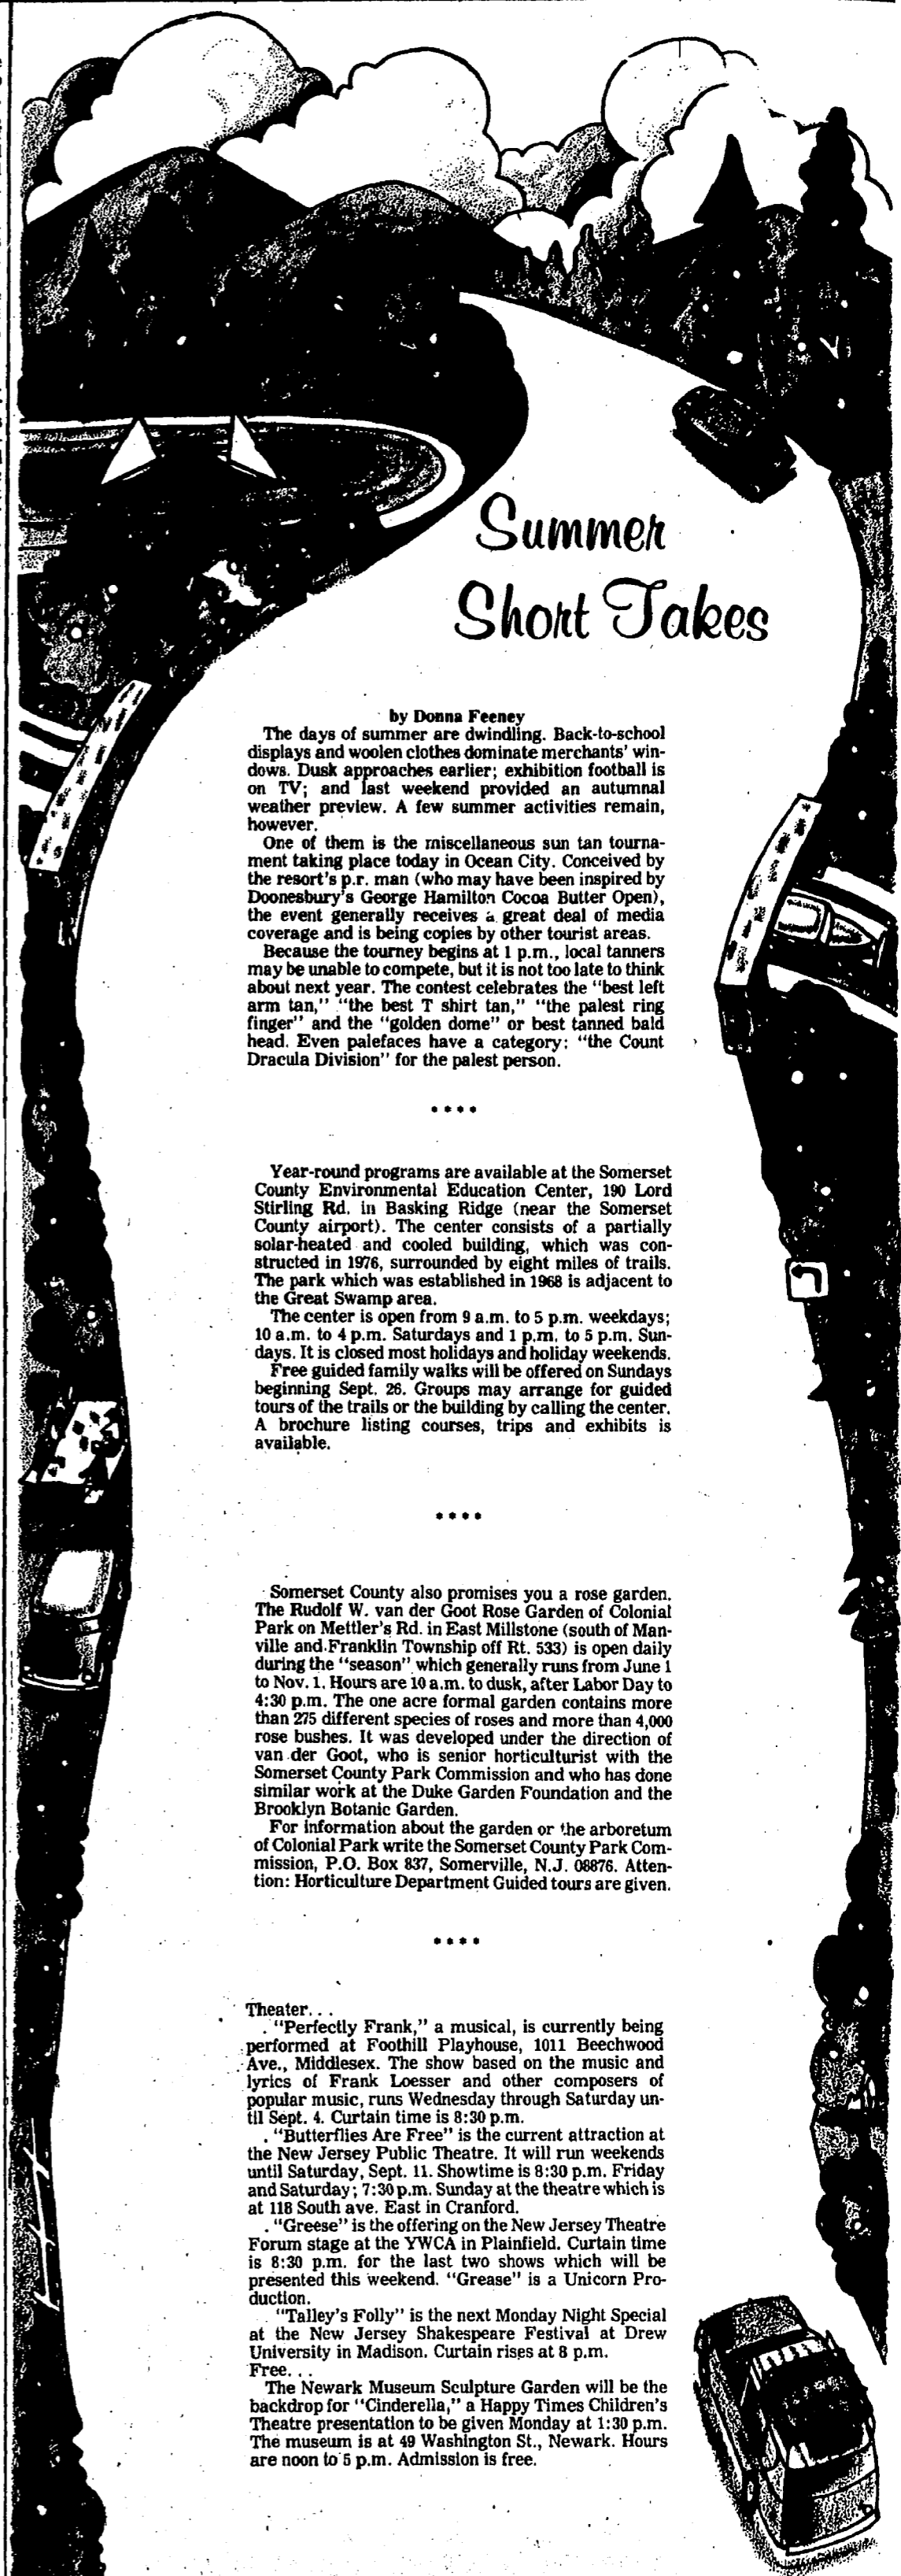 Summer
Short Takes
by Donna Feeney
The days of summer are dwindling. Back-to-school
displays and woolen clothes dominate merchants' win-
dows. Dusk approaches earlier; exhibition football is
on TV; and last weekend provided an autumnal
weather preview. A few summer activities remain,
however.
One of them is the miscellaneous sun tan tourna-
ment taking place today in Ocean City. Conceived by
the resort's p.r. man (who may have been inspired by
Doonesbury's George Hamilton Cocoa Butter Open),
the event generally receives a great deal of media
coverage and is being copies by other tourist areas.
Because the tourney begins at 1 p.m., local tanners
may be unable to compete, but it is not too late to think
about next year. The contest celebrates the "best left
arm tan," "the best T shirt tan," "the palest ring
finger" and the "golden dome" or best tanned bald
head. Even palefaces have a category: "the Count
Dracula Division" for the palest person.
****
Year-round programs are available at the Somerset
County Environmental Education Center, 190 Lord
Stirling Rd. in Basking Ridge (near the Somerset
County airport). The center consists of a partially
solar-heated and cooled building, which was con-
structed in 1976, surrounded by eight miles of trails.
The park which was established in 1968 is adjacent to
the Great Swamp area.
The center is open from 9 a.m. to 5 p.m. weekdays;
10 a.m. to 4 p.m. Saturdays and 1 p.m. to 5 p.m. Sun-
days. It is closed most holidays and holiday weekends.
Free guided family walks will be offered on Sundays
beginning Sept. 26. Groups may arrange for guided
tours of the trails or the building by calling the center.
A brochure listing courses, trips and exhibits is
available.
****
Somerset County also promises you a rose garden.
The Rudolf W. van der Goot Rose Garden of Colonial
Park on Mettler's Rd. in East Millstone (south of Man-
ville and Franklin Township off Rt. 533) is open daily
during the "season" which generally runs from June 1
to Nov. 1. Hours are 10 a.m. to dusk, after Labor Day to
4:30 p.m. The one acre formal garden contains more
than 275 different species of roses and more than 4,000
rose bushes. It was developed under the direction of
van der Goot, who is senior horticulturist with the
Somerset County Park Commission and who has done
similar work at the Duke Garden Foundation and the
Brooklyn Botanic Garden.
For information about the garden or the arboretum
of Colonial Park write the Somerset County Park Com-
mission, P.O. Box 837, Somerville, N.J. 08876. Atten-
tion: Horticulture Department Guided tours are given.
****
Theater. . .
. "Perfectly Frank," a musical, is currently being
performed at Foothill Playhouse, 1011 Beechwood
Ave., Middlesex. The show based on the music and
lyrics of Frank Loesser and other composers of
popular music, runs Wednesday through Saturday un-
til Sept. 4. Curtain time is 8:30 p.m.
. "Butterflies Are Free" is the current attraction at
the New Jersey Public Theatre. It will run weekends
until Saturday, Sept. 11. Showtime is 8:30 p.m. Friday
and Saturday; 7:30 p.m. Sunday at the theatre which is
at 118 South ave. East in Cranford.
. "Greese" is the offering on the New Jersey Theatre
Forum stage at the YWCA in Plainfield. Curtain time
is 8:30 p.m. for the last two shows which will be
presented this weekend. "Grease" is a Unicorn Pro-
duction.
. "Talley's Folly" is the next Monday Night Special
at the New Jersey Shakespeare Festival at Drew
University in Madison. Curtain rises at 8 p.m.
Free. . .
The Newark Museum Sculpture Garden will be the
backdrop for "Cinderella," a Happy Times Children's
Theatre presentation to be given Monday at 1:30 p.m.
The museum is at 49 Washington St., Newark. Hours
are noon to 5 p.m. Admission is free.